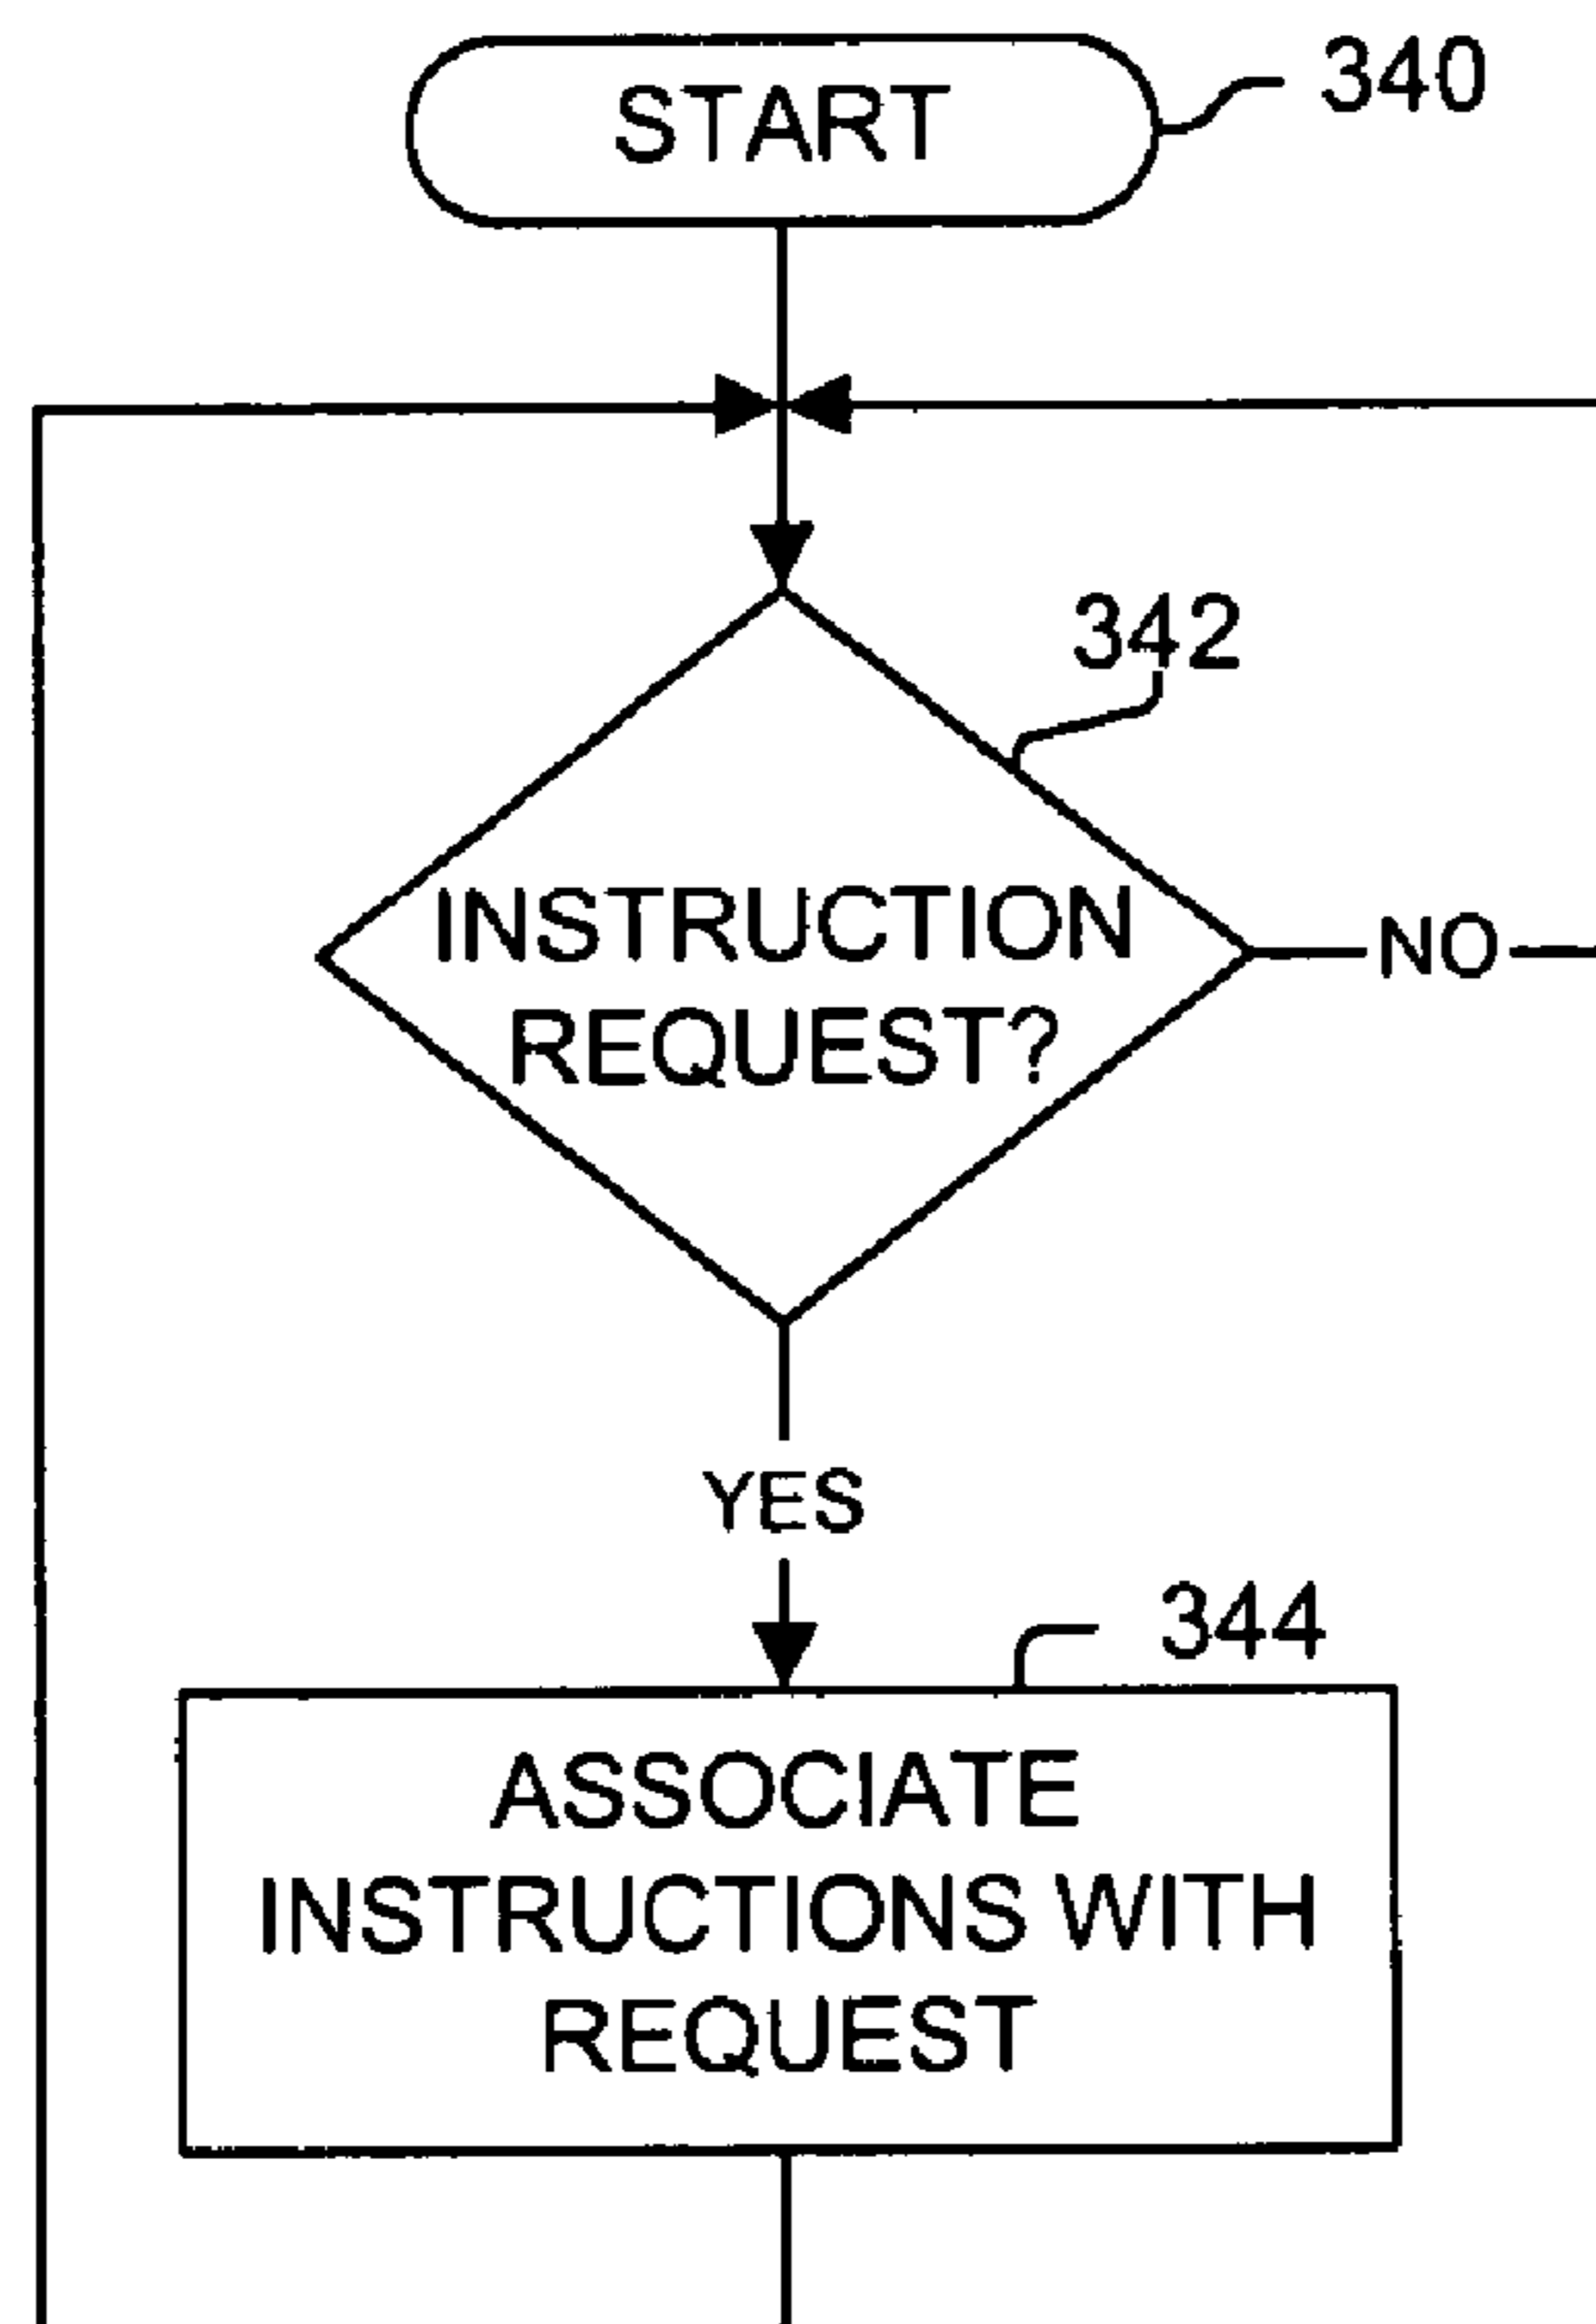 START
340
342
INSTRUCTION
REQUEST?
NO
YES
344
ASSOCIATE
INSTRUCTIONS WITH
REQUEST